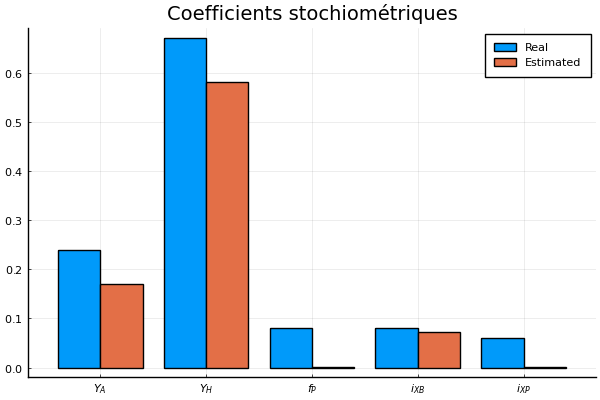 Coefficients stochiométriques
Real
Estimated
0.6
0.5
0.4
0.3
0.2
0.1
0.0
Y_A Y_H f_P i_XB i_XP